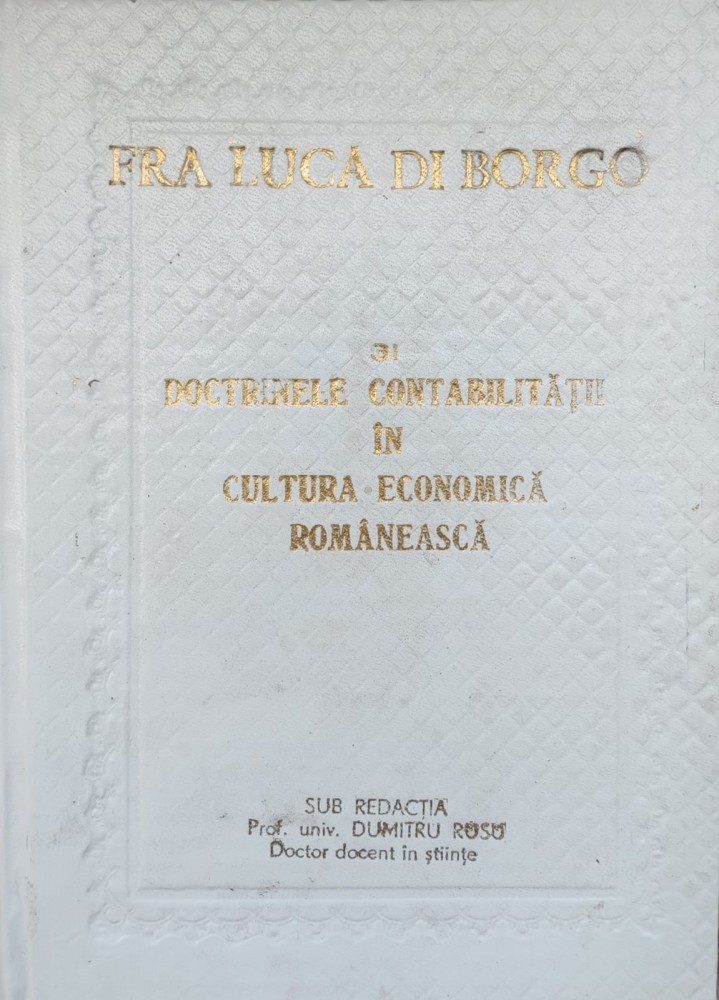 FRA LUCA DI BORGO
ȘI
DOCTRINELE CONTABILITĂȚII
ÎN
CULTURA ECONOMICĂ
ROMÂNEASCĂ
SUB REDACȚIA
Prof. univ. DUMITRU RUSU
Doctor docent în științe